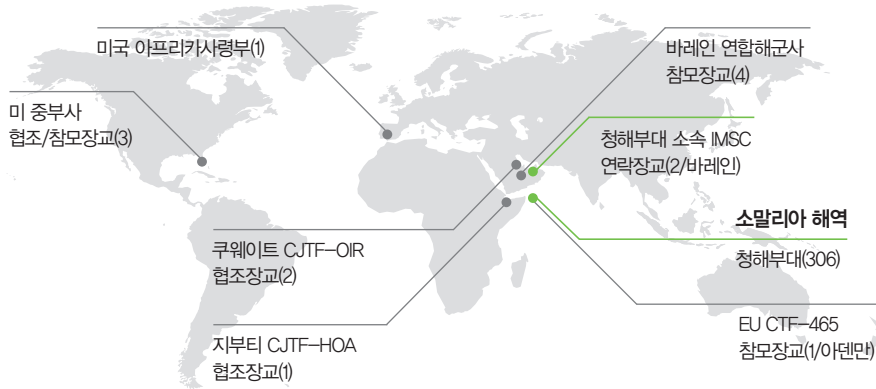 미국 아프리카사령부(1)
바레인 연합해군사
참모장교(4)
미 중부사
협조/참모장교(3)
청해부대 소속 IMSC
연락장교(2/바레인)
소말리아 해역
청해부대(306)
쿠웨이트 CJTF-OIR
협조장교(2)
EU CTF-465
참모장교(1/아덴만)
지부티 CJTF-HOA
협조장교(1)